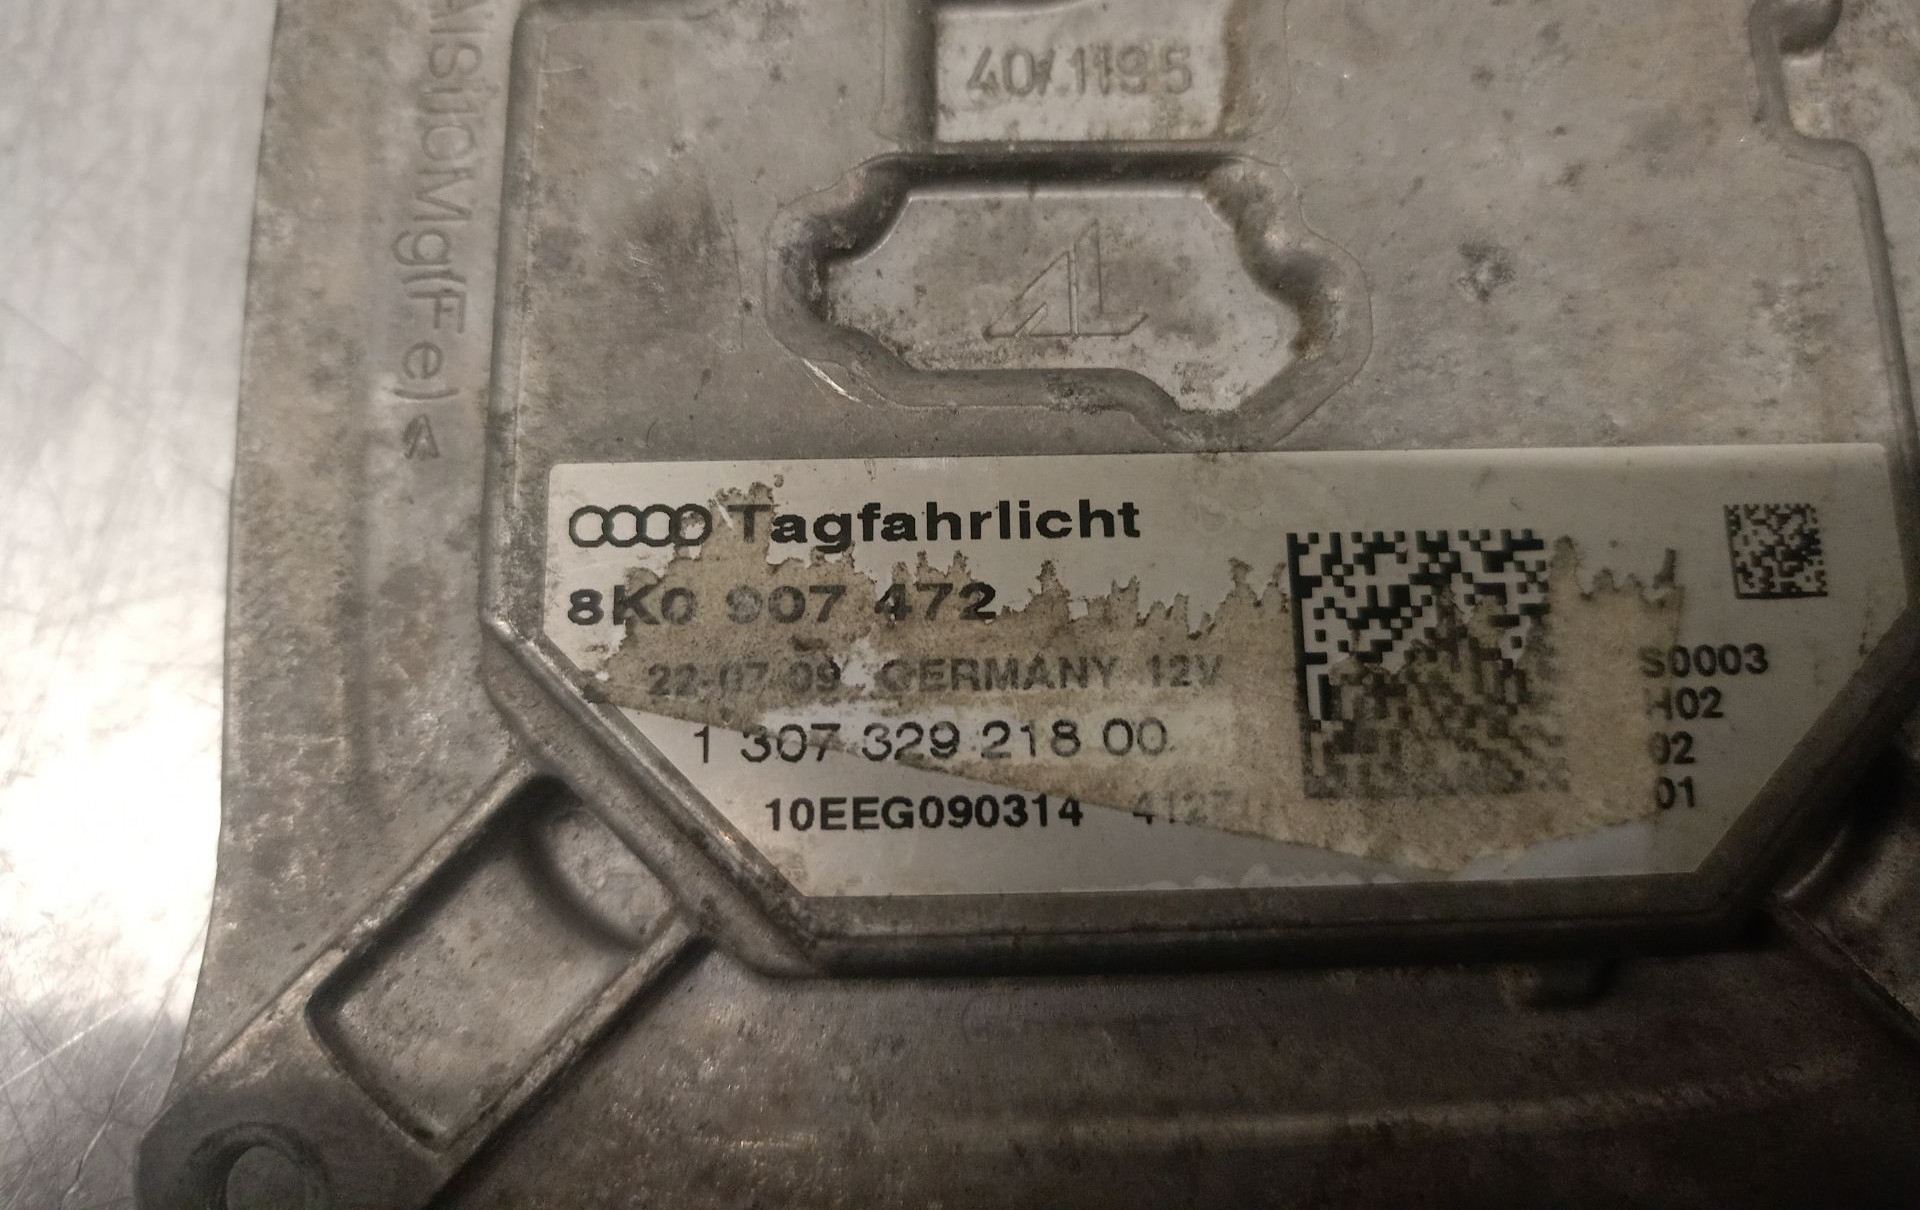 40/.1195
AlSi10Mg(Fe)<
Tagfahrlicht
8K0 907 472
22-07-09 GERMANY 12V
1 307 329 218 00
10EEG090314
S0003
H02
02
01